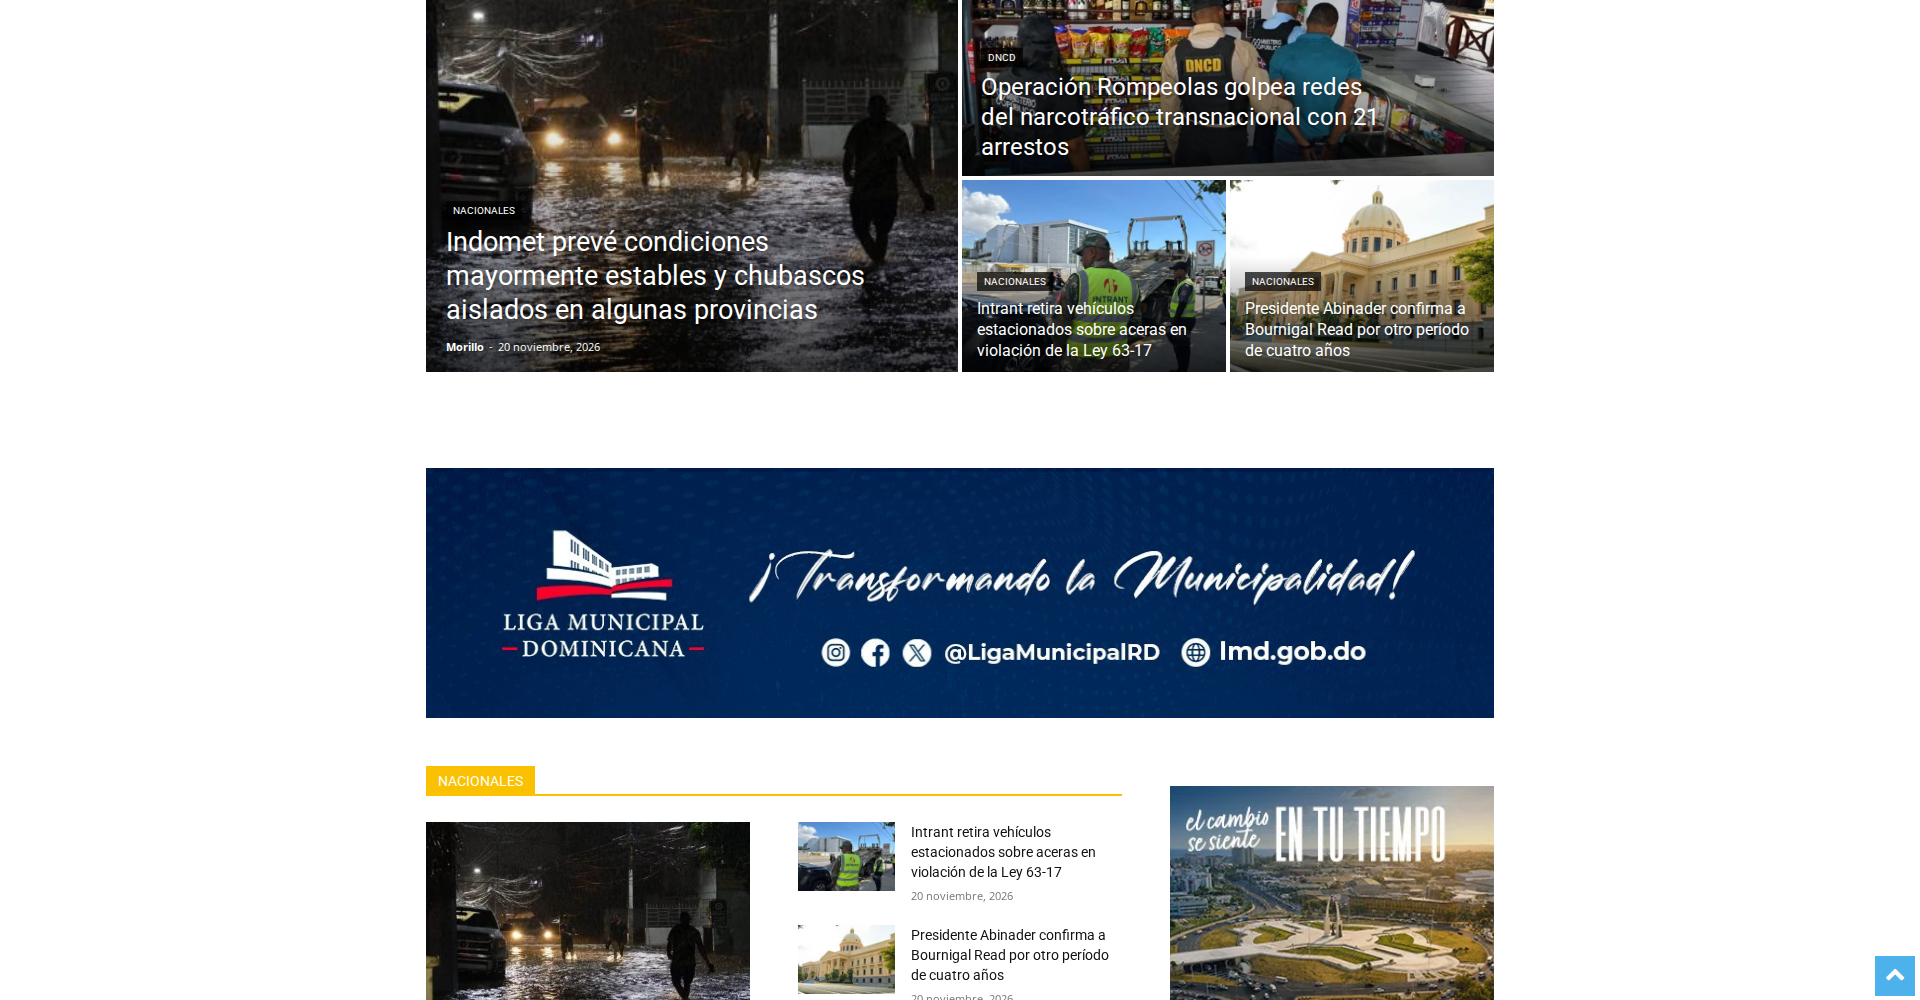 NACIONALES
Indomet prevé condiciones
mayormente estables y chubascos
aislados en algunas provincias
Morillo - 20 noviembre, 2026
DNCD
DNCD
Operación Rompeolas golpea redes
del narcotráfico transnacional con 21
arrestos
NACIONALES
INTRANT
Intrant retira vehículos
estacionados sobre aceras en
violación de la Ley 63-17
NACIONALES
Presidente Abinader confirma a
Bournigal Read por otro período
de cuatro años
LIGA MUNICIPAL
DOMINICANA
¡Transformando la Municipalidad!
@LigaMunicipalRD lmd.gob.do
NACIONALES
Intrant retira vehículos
estacionados sobre aceras en
violación de la Ley 63-17
20 noviembre, 2026
Presidente Abinader confirma a
Bournigal Read por otro período
de cuatro años
20 noviembre, 2026
el cambio
se siente EN TU TIEMPO